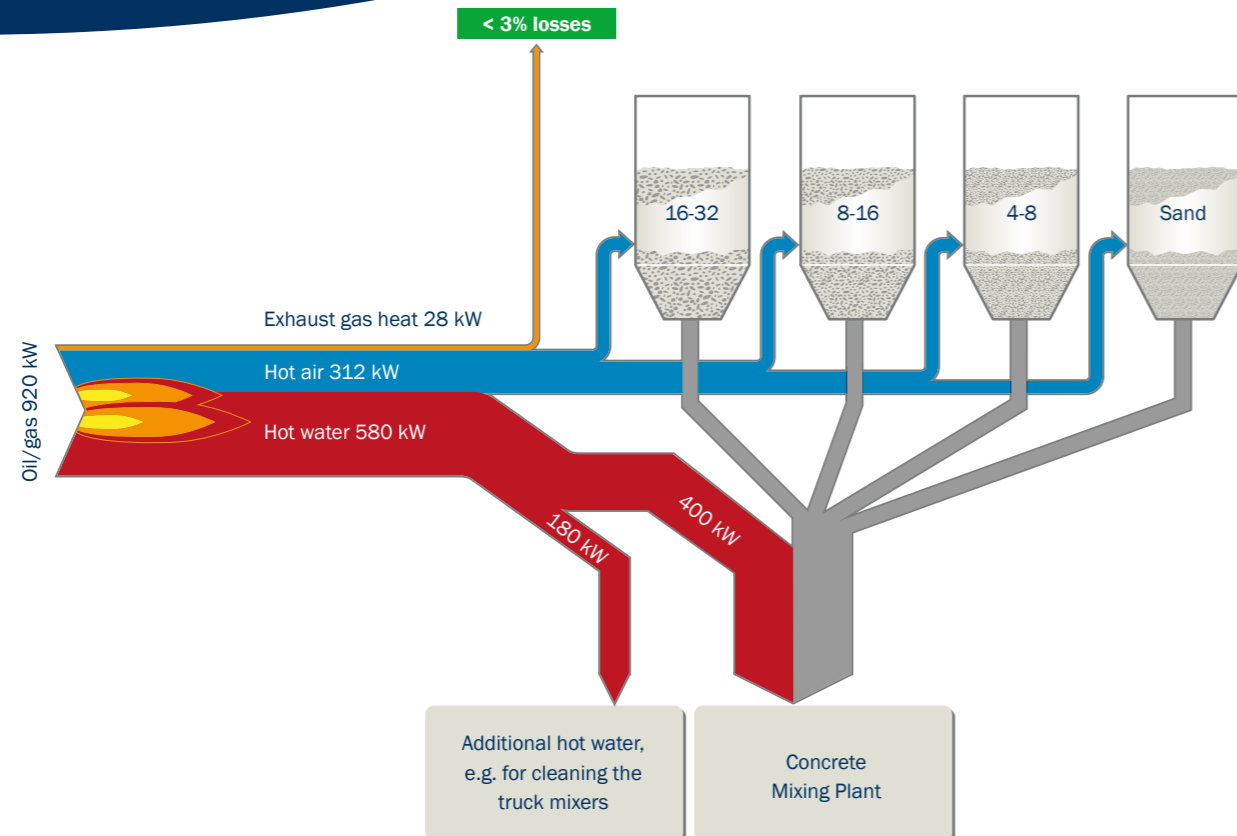 < 3% losses
16-32
8-16
4-8
Sand
Exhaust gas heat 28 kW
Oil/gas 920 kW
Hot air 312 kW
Hot water 580 kW
400 kW
180 kW
Additional hot water,
e.g. for cleaning the
truck mixers
Concrete
Mixing Plant